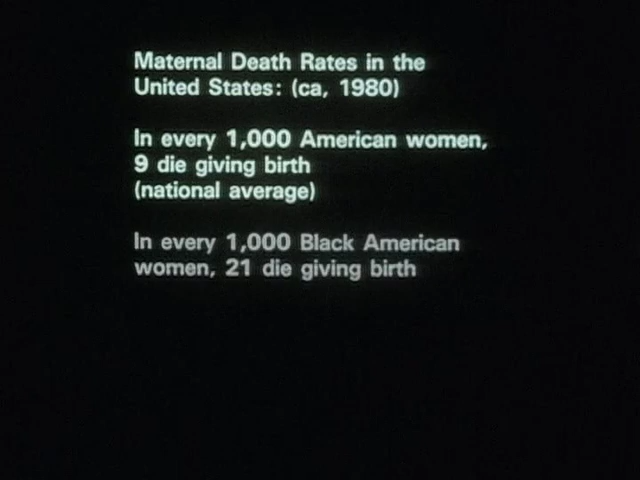 Maternal Death Rates in the
United States: (ca, 1980)
In every 1,000 American women,
9 die giving birth
(national average)
In every 1,000 Black American
women, 21 die giving birth